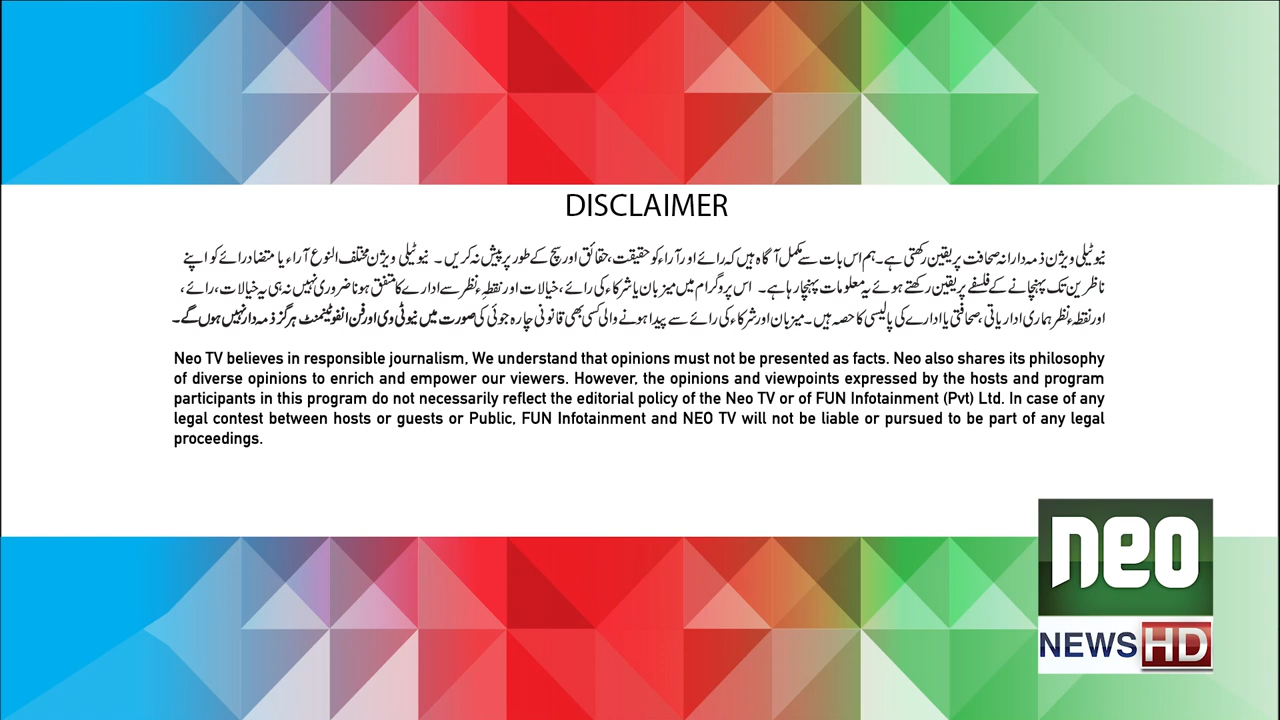 DISCLAIMER
نیوٹیلی ویژن ذمہ دارانہ صحافت پر یقین رکھتی ہے۔ ہم اس بات سے مکمل آگاہ ہیں کہ رائے اور آراء کو حقیقت، حقائق اور سچ کے طور پر پیش نہ کریں۔ نیوٹیلی ویژن مختلف النوع آراء یا متضاد رائے کو اپنے
ناظرین تک پہنچانے کے فلسفے پر یقین رکھتے ہوئے یہ معلومات پہنچا رہا ہے۔ اس پروگرام میں میزبان یا شرکاء کی رائے، خیالات اور نقطہء نظر سے ادارے کا متفق ہونا ضروری نہیں نہ ہی یہ خیالات، رائے،
اور نقطہء نظر ہماری ادارتی، صحافتی یا ادارے کی پالیسی کا حصہ ہیں۔ میزبان اور شرکاء کی رائے سے پیدا ہونے والی کسی بھی قانونی چارہ جوئی کی صورت میں نیو ٹی وی اور فن انفوٹینمنٹ ہرگز ذمہ دار نہیں ہوں گے۔
Neo TV believes in responsible journalism, We understand that opinions must not be presented as facts. Neo also shares its philosophy
of diverse opinions to enrich and empower our viewers. However, the opinions and viewpoints expressed by the hosts and program
participants in this program do not necessarily reflect the editorial policy of the Neo TV or of FUN Infotainment (Pvt) Ltd. In case of any
legal contest between hosts or guests or Public, FUN Infotainment and NEO TV will not be liable or pursued to be part of any legal
proceedings.
neo
NEWS HD